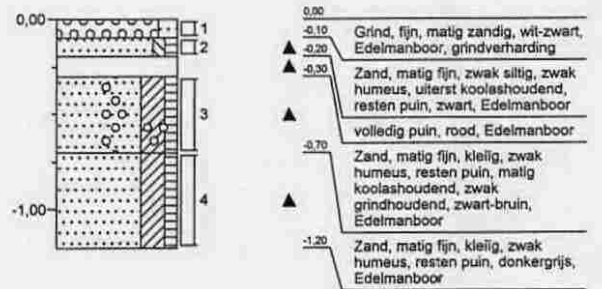 0,00
1
2
3
4
-1,00
0,00
-0,10
Grind, fijn, matig zandig, wit-zwart,
Edelmanboor, grindverharding
-0,20
Zand, matig fijn, zwak siltig, zwak
humeus, uiterst koolashoudend,
resten puin, zwart, Edelmanboor
-0,30
volledig puin, rood, Edelmanboor
-0,70
Zand, matig fijn, kleiïg, zwak
humeus, resten puin, matig
koolashoudend, zwak
grindhoudend, zwart-bruin,
Edelmanboor
-1,20
Zand, matig fijn, kleiïg, zwak
humeus, resten puin, donkergrijs,
Edelmanboor